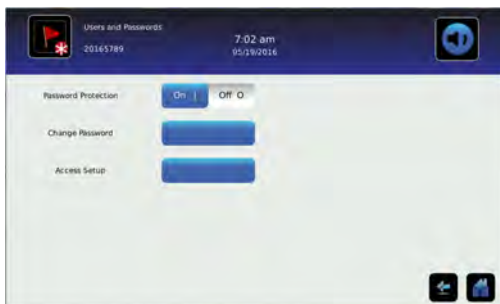 Users and Passwords
20165789
7:02 am
05/19/2016
Password Protection
On |
Off O
Change Password
Access Setup